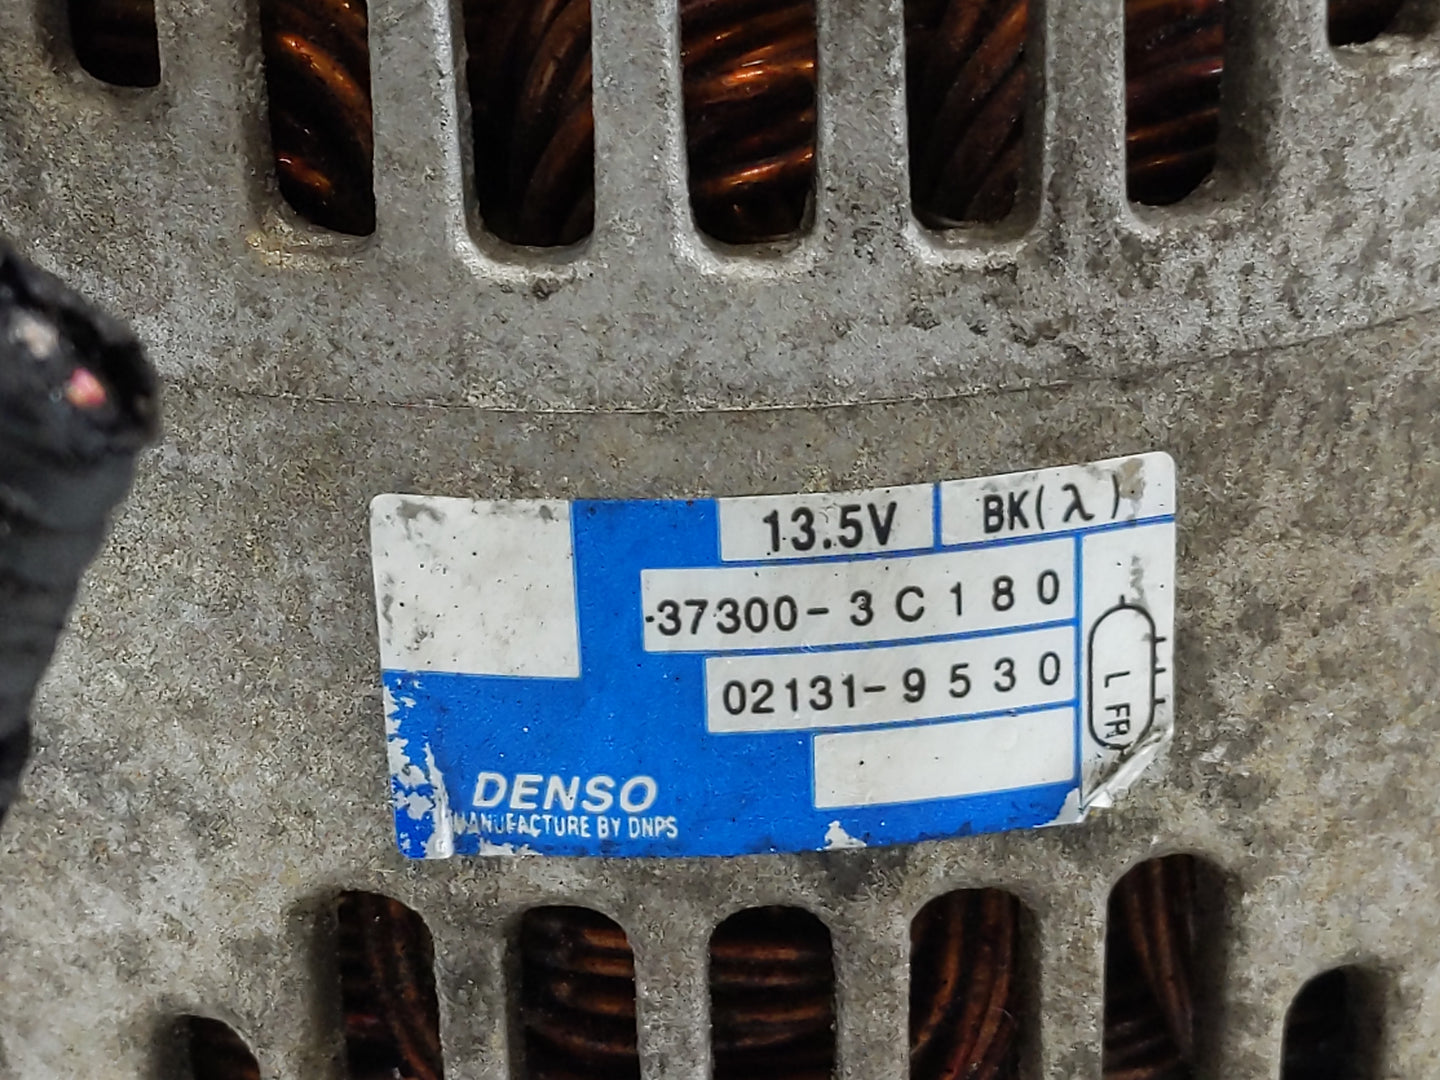 13.5V BK(λ)
37300-3C180
02131-9530
L FR
DENSO
MANUFACTURE BY DNPS